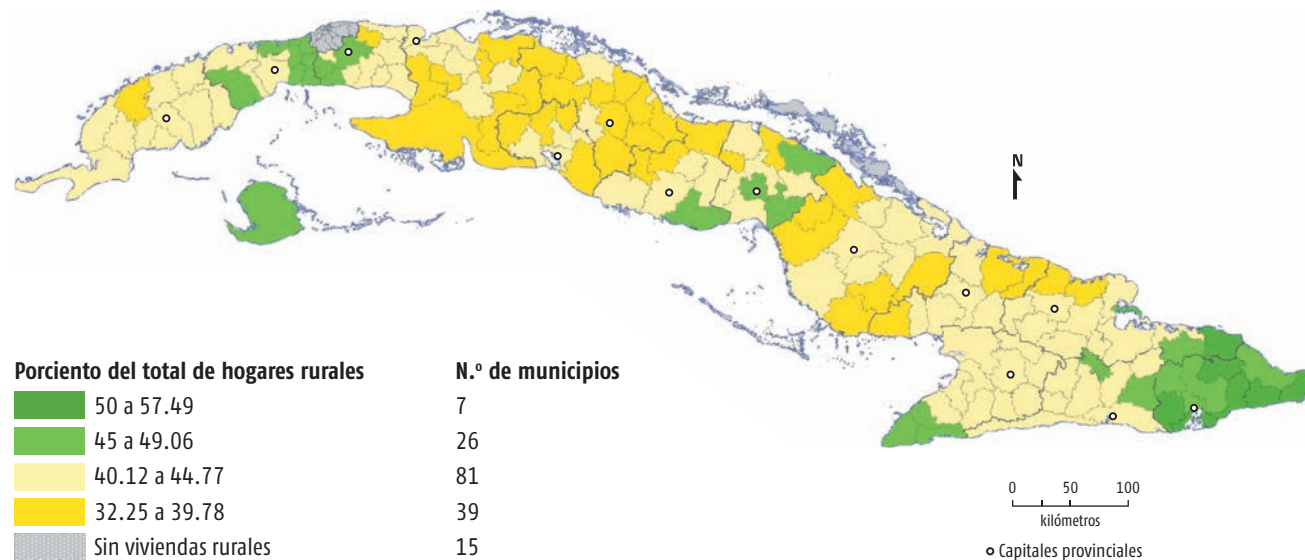 N
Porciento del total de hogares rurales N.º de municipios
50 a 57.49 7
45 a 49.06 26
40.12 a 44.77 81
32.25 a 39.78 39
Sin viviendas rurales 15
0 50 100
kilómetros
Capitales provinciales